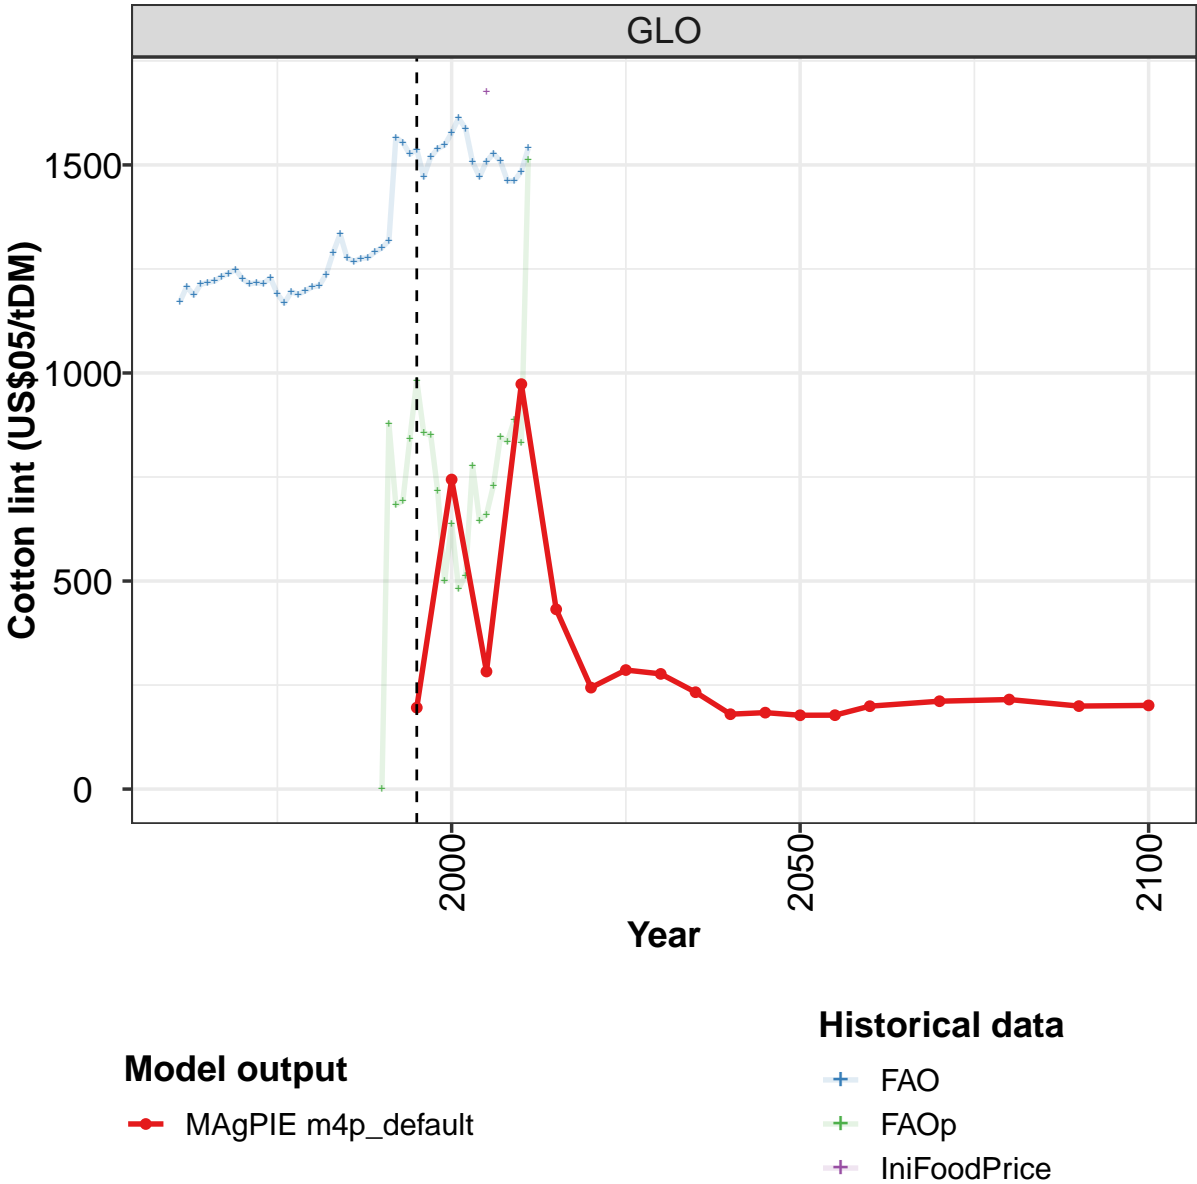 GLO
Cotton lint (US$05/tDM)
1500
1000
500
0
2000
2050
2100
Year
Model output
MAgPIE m4p_default
Historical data
FAO
FAOp
IniFoodPrice